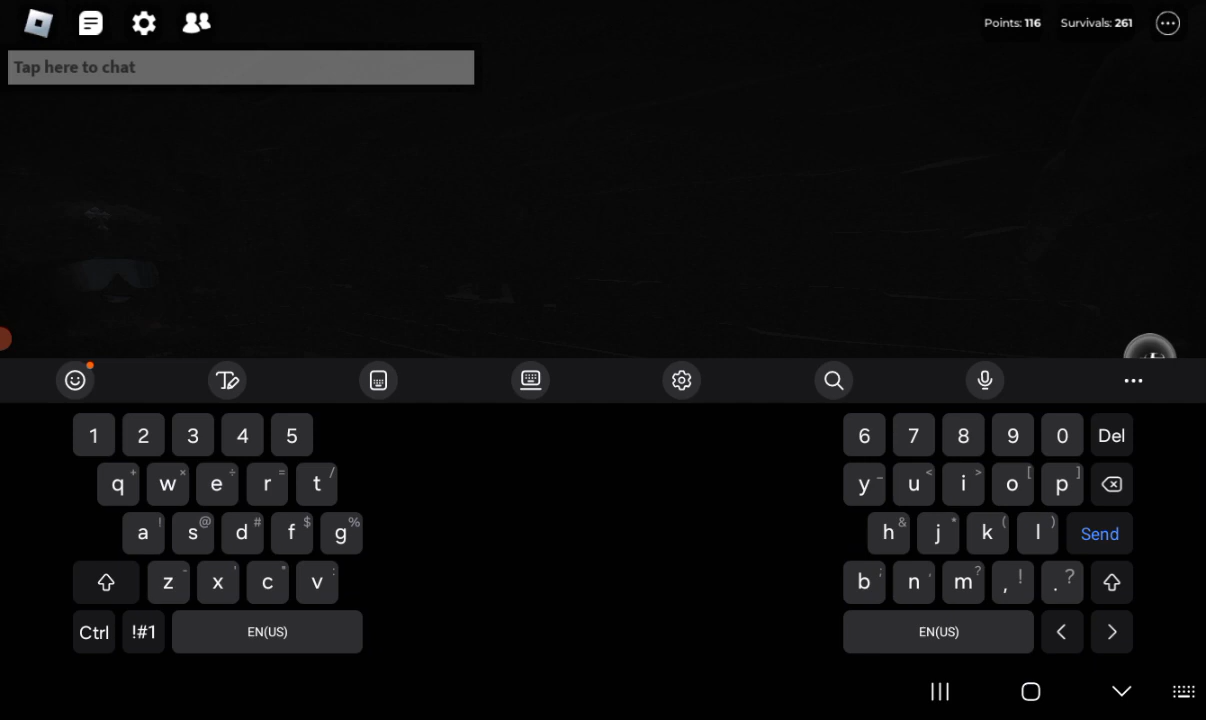 Points: 116 Survivals: 261
Tap here to chat
1 2 3 4 5 6 7 8 9 0 Del
q + w × e ÷ r = t / y _ u < i > o [ p ]
a ! s @ d # f $ g % h & j * k ( l ) Send
z - x ' c " v : b ; n , m ? , ! . ?
Ctrl !#1 EN(US) EN(US) < >